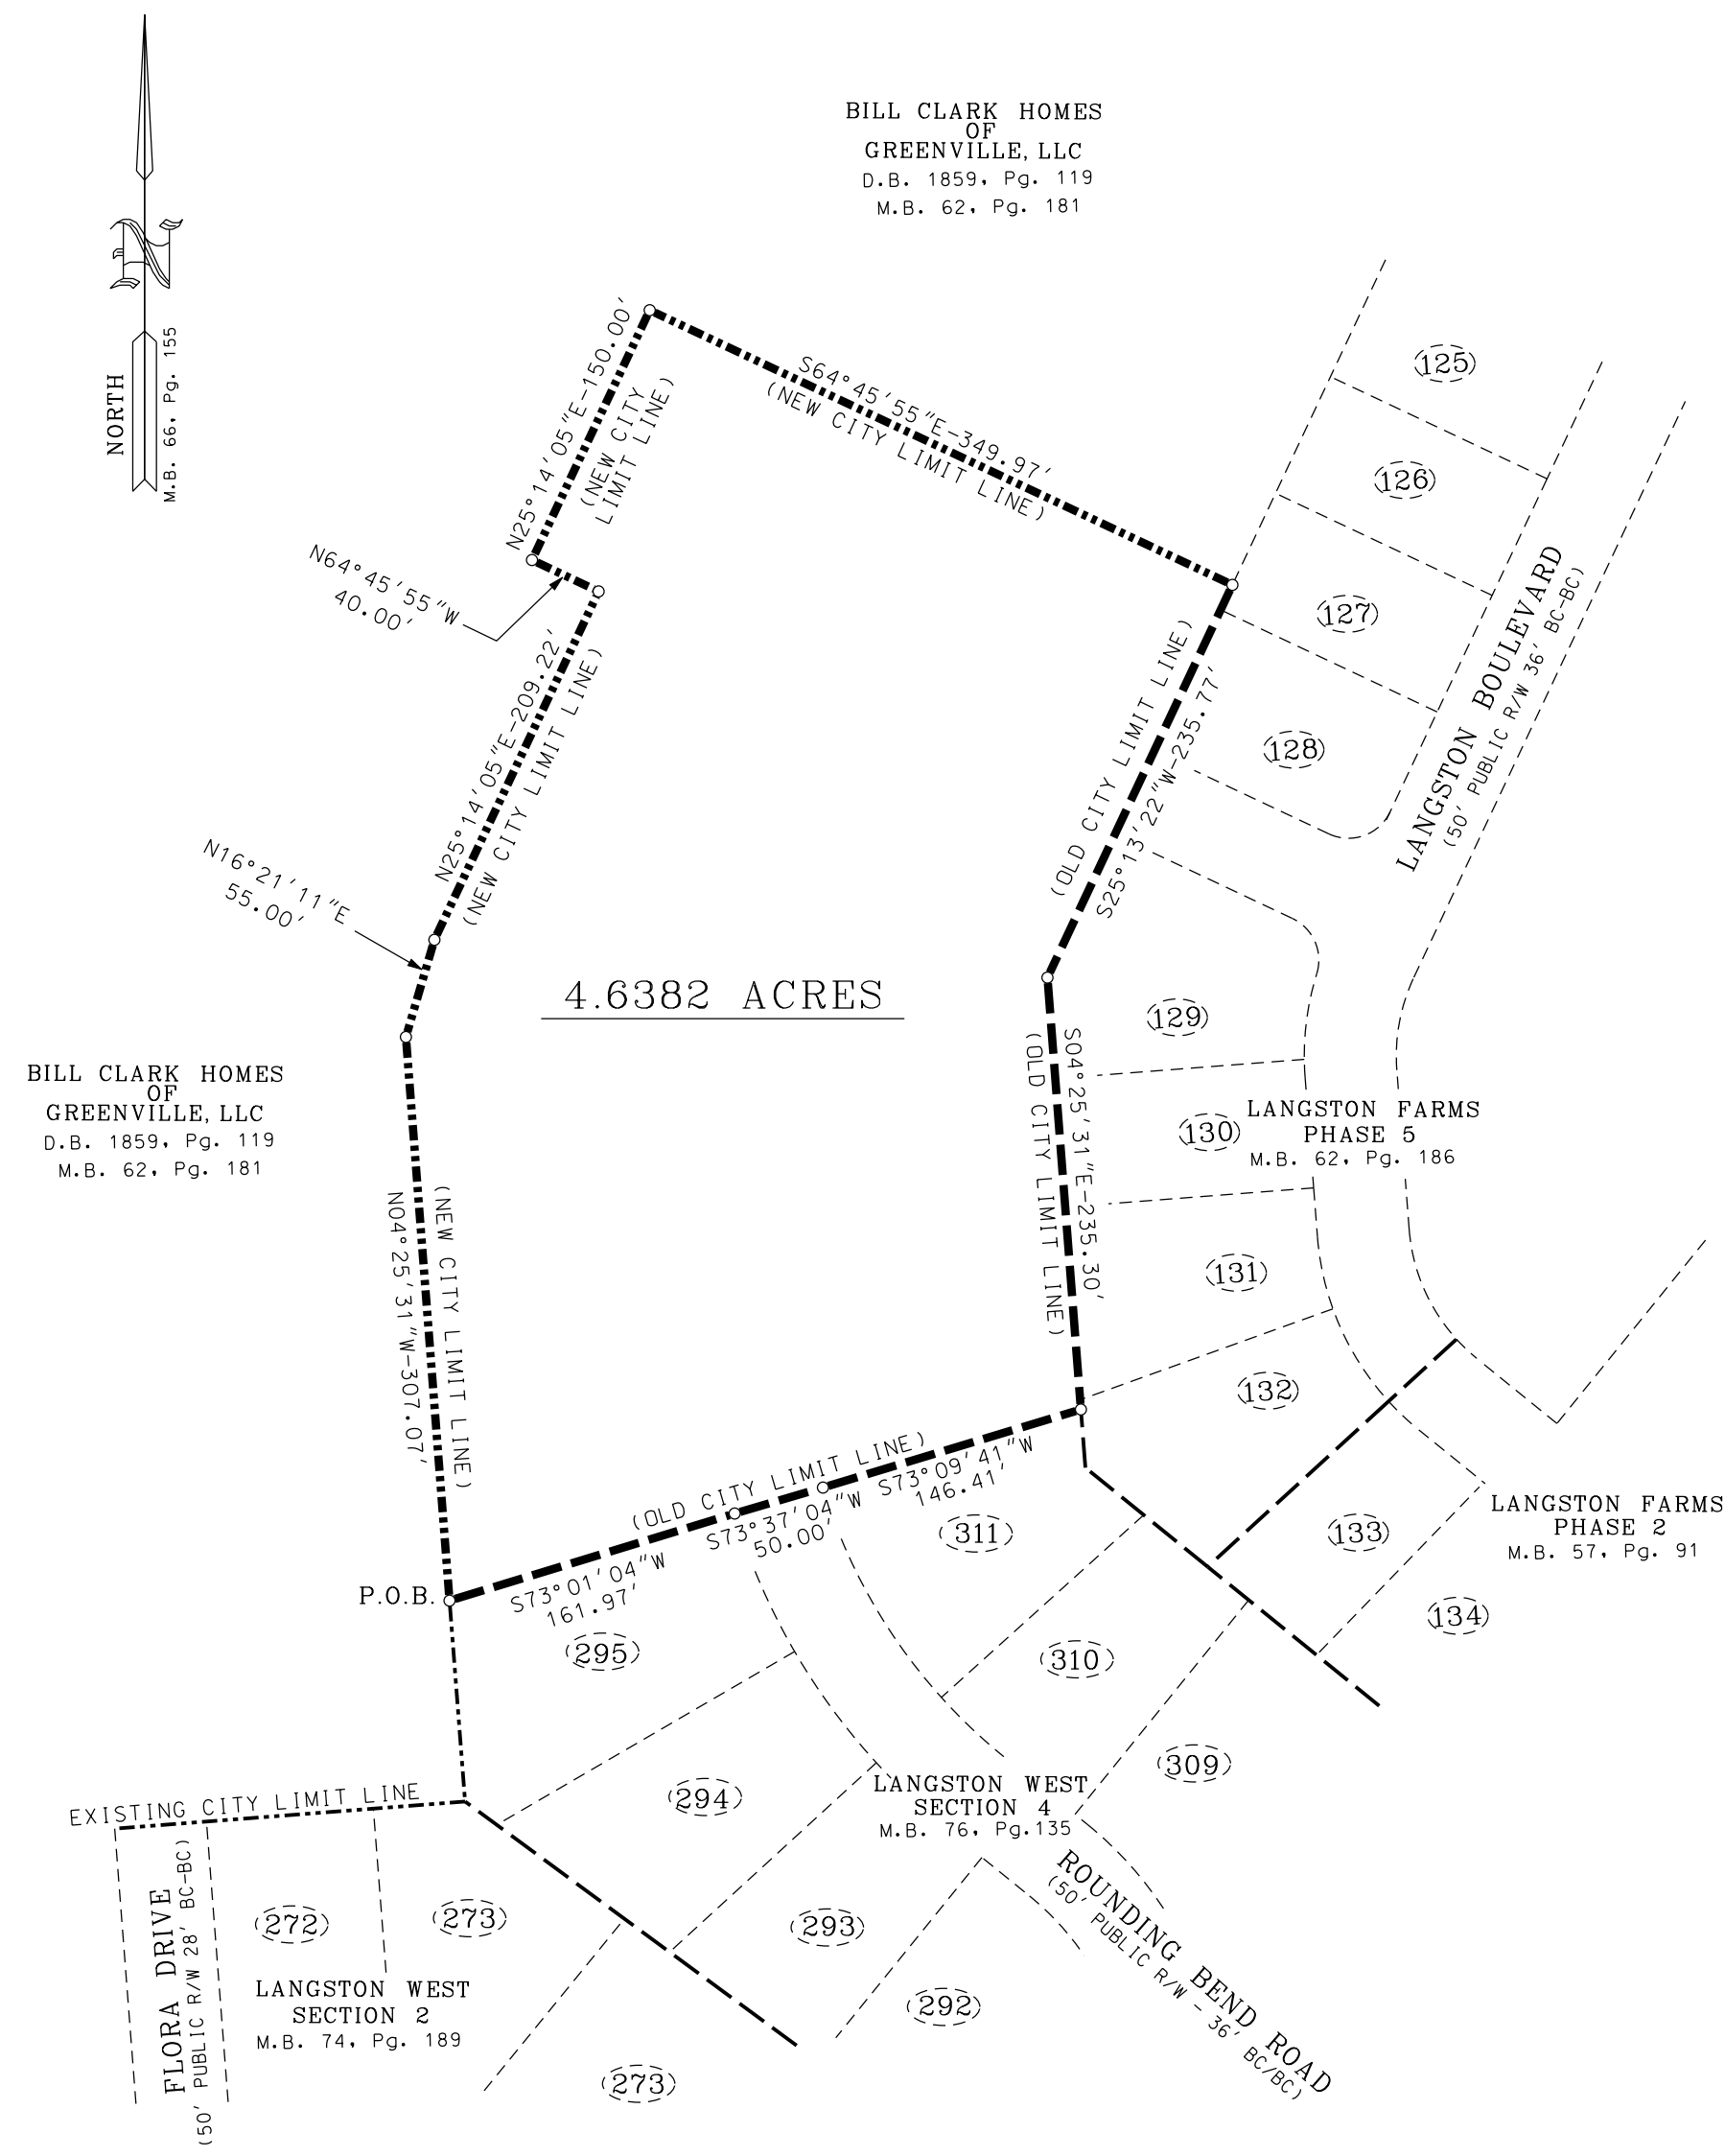 BILL CLARK HOMES
OF
GREENVILLE, LLC
D.B. 1859, Pg. 119
M.B. 62, Pg. 181
N
NORTH
M.B. 66, Pg. 155
N25°14'05"E-150.00'
(NEW CITY
LIMIT LINE)
S64°45'55"E-349.97'
(NEW CITY LIMIT LINE)
125
126
127
128
LANGSTON BOULEVARD
(50' PUBLIC R/W 36' BC-BC)
N64°45'55"W
40.00'
N25°14'05"E-209.22'
(NEW CITY LIMIT LINE)
(OLD CITY LIMIT LINE)
S25°13'22"W-235.77'
N16°21'11"E
55.00'
4.6382 ACRES
129
130
131
132
LANGSTON FARMS
PHASE 5
M.B. 62, Pg. 186
BILL CLARK HOMES
OF
GREENVILLE, LLC
D.B. 1859, Pg. 119
M.B. 62, Pg. 181
N04°25'31"W-307.07'
(NEW CITY LIMIT LINE)
(OLD CITY LIMIT LINE)
S04°25'31"E-235.30'
(OLD CITY LIMIT LINE)
S73°09'41"W
146.41'
S73°37'04"W
50.00'
S73°01'04"W
161.97'
P.O.B.
311
133
134
LANGSTON FARMS
PHASE 2
M.B. 57, Pg. 91
295
310
309
294
LANGSTON WEST
SECTION 4
M.B. 76, Pg.135
EXISTING CITY LIMIT LINE
FLORA DRIVE
(50' PUBLIC R/W 28' BC-BC)
272
273
293
292
ROUNDING BEND ROAD
(50' PUBLIC R/W - 36' BC/BC)
LANGSTON WEST
SECTION 2
M.B. 74, Pg. 189
273